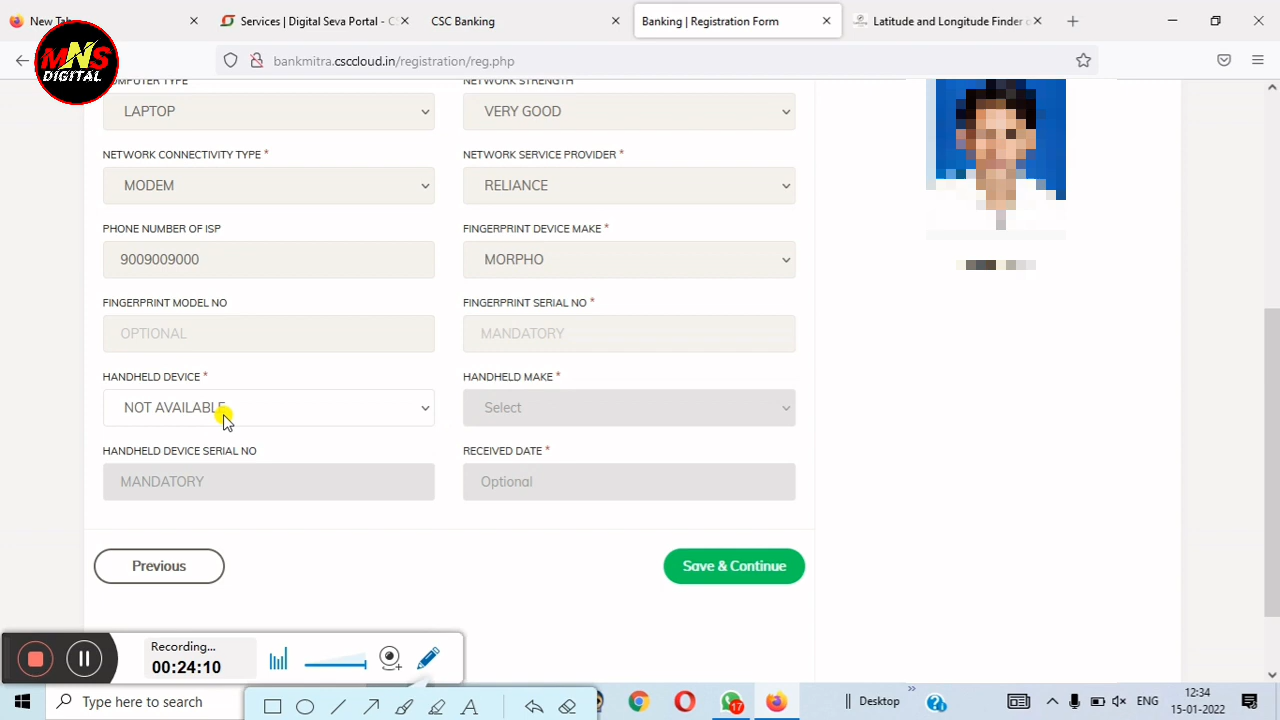 New Tab
Services | Digital Seva Portal - C
CSC Banking
Banking | Registration Form
Latitude and Longitude Finder o
MNS
DIGITAL
bankmitra.csccloud.in/registration/reg.php
COMPUTER TYPE
NETWORK STRENGTH
LAPTOP
VERY GOOD
NETWORK CONNECTIVITY TYPE *
NETWORK SERVICE PROVIDER *
MODEM
RELIANCE
PHONE NUMBER OF ISP
FINGERPRINT DEVICE MAKE *
9009009000
MORPHO
FINGERPRINT MODEL NO
FINGERPRINT SERIAL NO *
OPTIONAL
MANDATORY
HANDHELD DEVICE *
HANDHELD MAKE *
NOT AVAILABLE
Select
HANDHELD DEVICE SERIAL NO
RECEIVED DATE *
MANDATORY
Optional
Previous
Save & Continue
Recording...
00:24:10
Type here to search
17
Desktop
ENG
12:34
15-01-2022